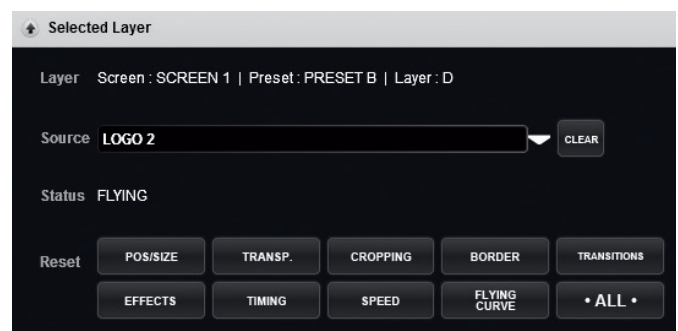 Selected Layer
Layer Screen : SCREEN 1 | Preset : PRESET B | Layer : D
Source LOGO 2 CLEAR
Status FLYING
Reset POS/SIZE TRANSP. CROPPING BORDER TRANSITIONS
EFFECTS TIMING SPEED FLYING CURVE • ALL •